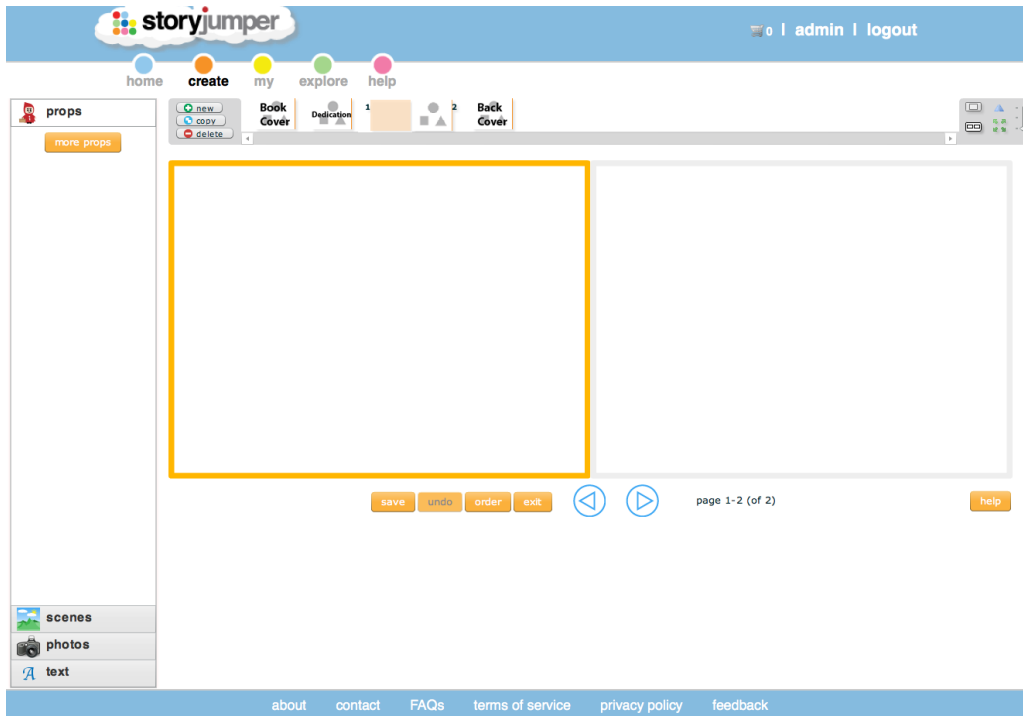 storyjumper
0 | admin | logout
home create my explore help
props
more props
new
copy
delete
Book Cover
Dedication
1
2
Back Cover
save undo order exit
page 1-2 (of 2)
help
scenes
photos
A text
about contact FAQs terms of service privacy policy feedback